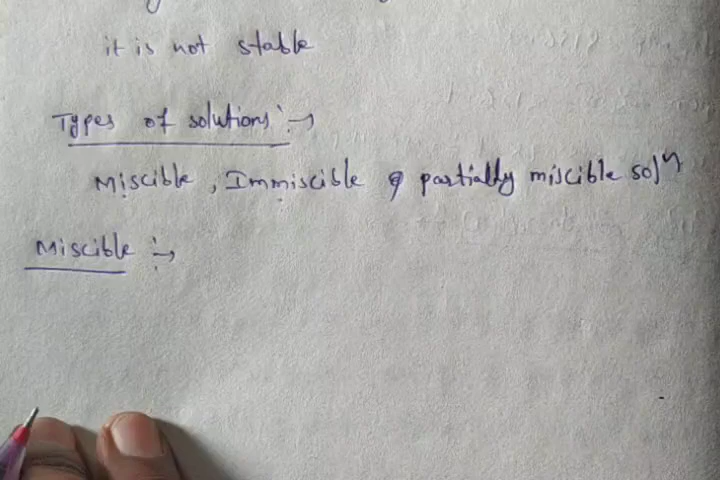 it is not stable
Types of solutions :→
Miscible, Immiscible & partially miscible solⁿ
Miscible :→